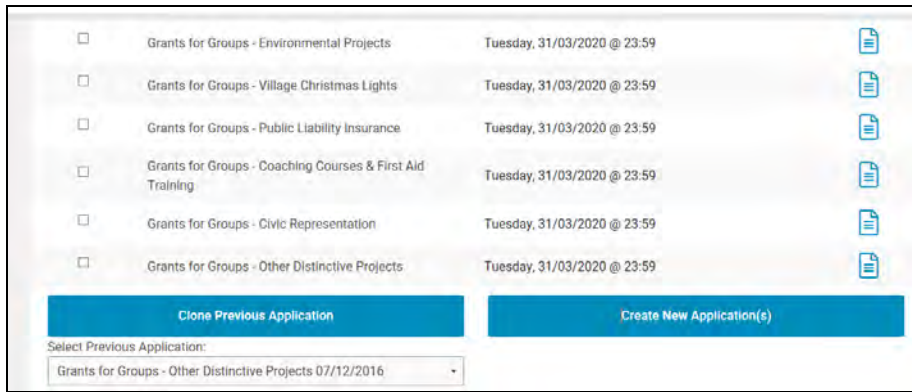 Grants for Groups - Environmental Projects Tuesday, 31/03/2020 @ 23:59
Grants for Groups - Village Christmas Lights Tuesday, 31/03/2020 @ 23:59
Grants for Groups - Public Liability Insurance Tuesday, 31/03/2020 @ 23:59
Grants for Groups - Coaching Courses & First Aid
Training Tuesday, 31/03/2020 @ 23:59
Grants for Groups - Civic Representation Tuesday, 31/03/2020 @ 23:59
Grants for Groups - Other Distinctive Projects Tuesday, 31/03/2020 @ 23:59
Clone Previous Application Create New Application(s)
Select Previous Application:
Grants for Groups - Other Distinctive Projects 07/12/2016